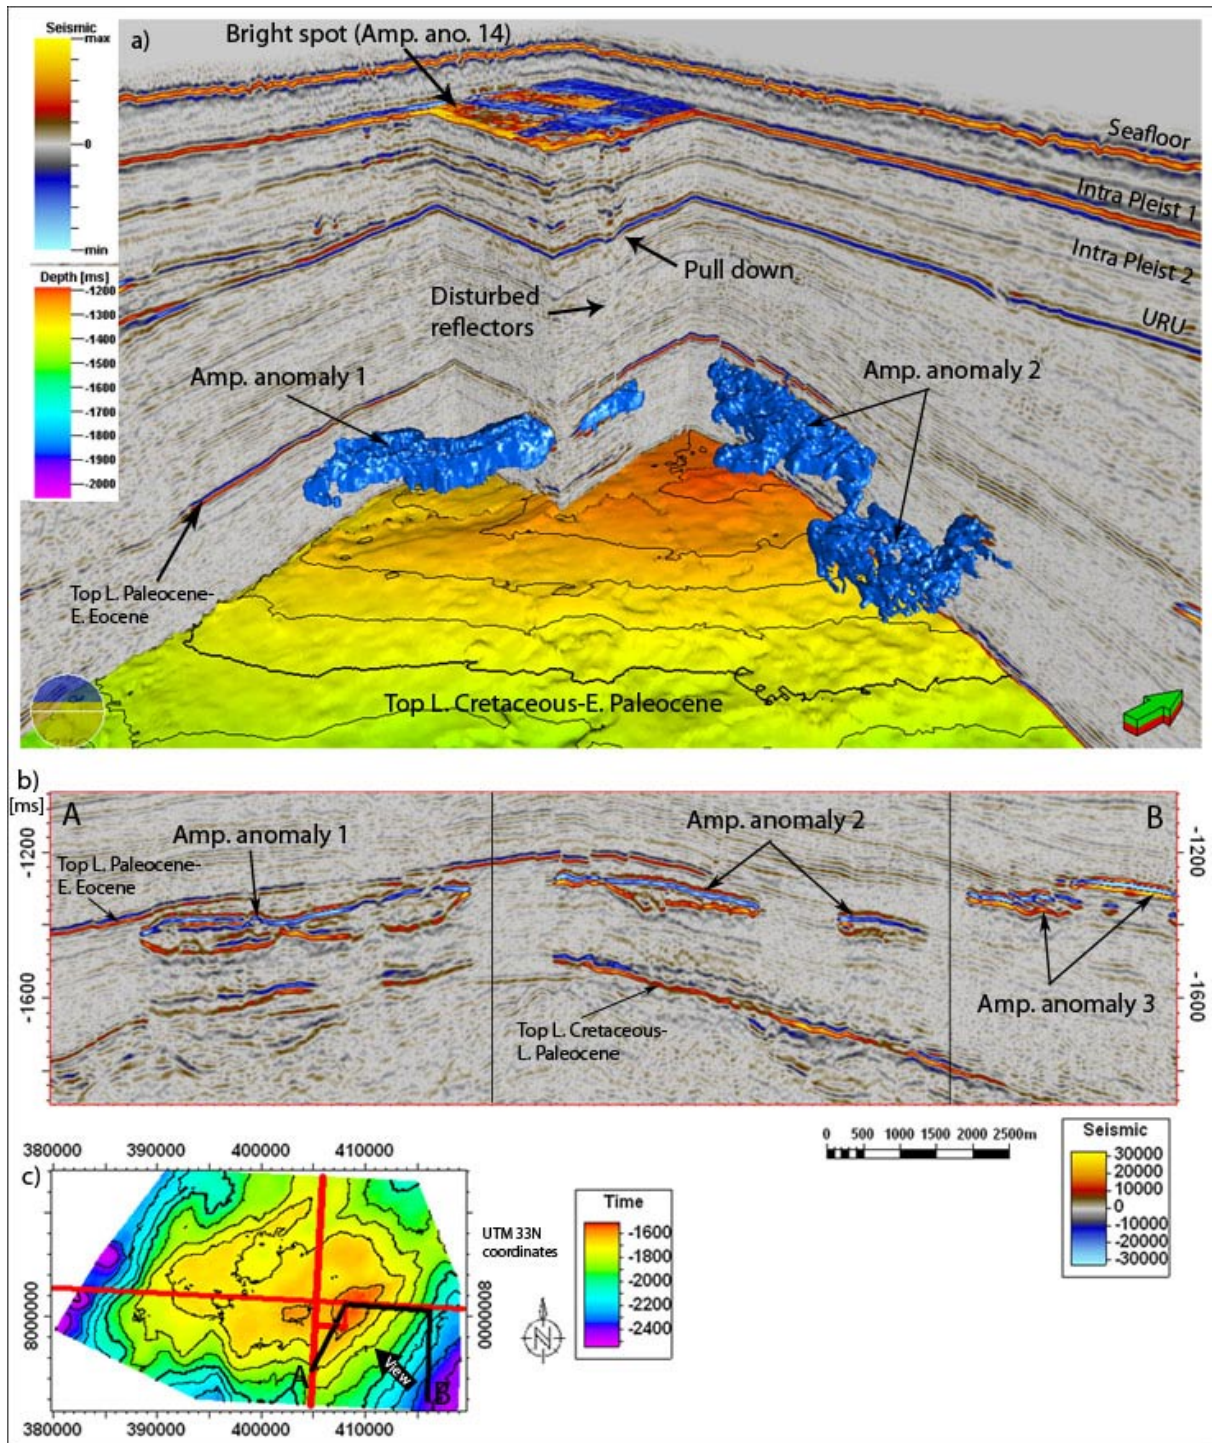 Seismic
max
0
min
Depth [ms]
-1200
-1300
-1400
-1500
-1600
-1700
-1800
-1900
-2000
a)
Bright spot (Amp. ano. 14)
Seafloor
Intra Pleist 1
Intra Pleist 2
URU
Pull down
Disturbed
reflectors
Amp. anomaly 1
Amp. anomaly 2
Top L. Paleocene-
E. Eocene
Top L. Cretaceous-E. Paleocene
b)
[ms]
A
B
Amp. anomaly 1
Amp. anomaly 2
Top L. Paleocene-
E. Eocene
-1200
-1600
-1200
-1600
Amp. anomaly 3
Top L. Cretaceous-
L. Paleocene
0 500 1000 1500 2000 2500m
Seismic
30000
20000
10000
0
-10000
-20000
-30000
c)
380000 390000 400000 410000
8000000
8000000
A
View
B
380000 390000 400000 410000
UTM 33N
coordinates
N
Time
-1600
-1800
-2000
-2200
-2400